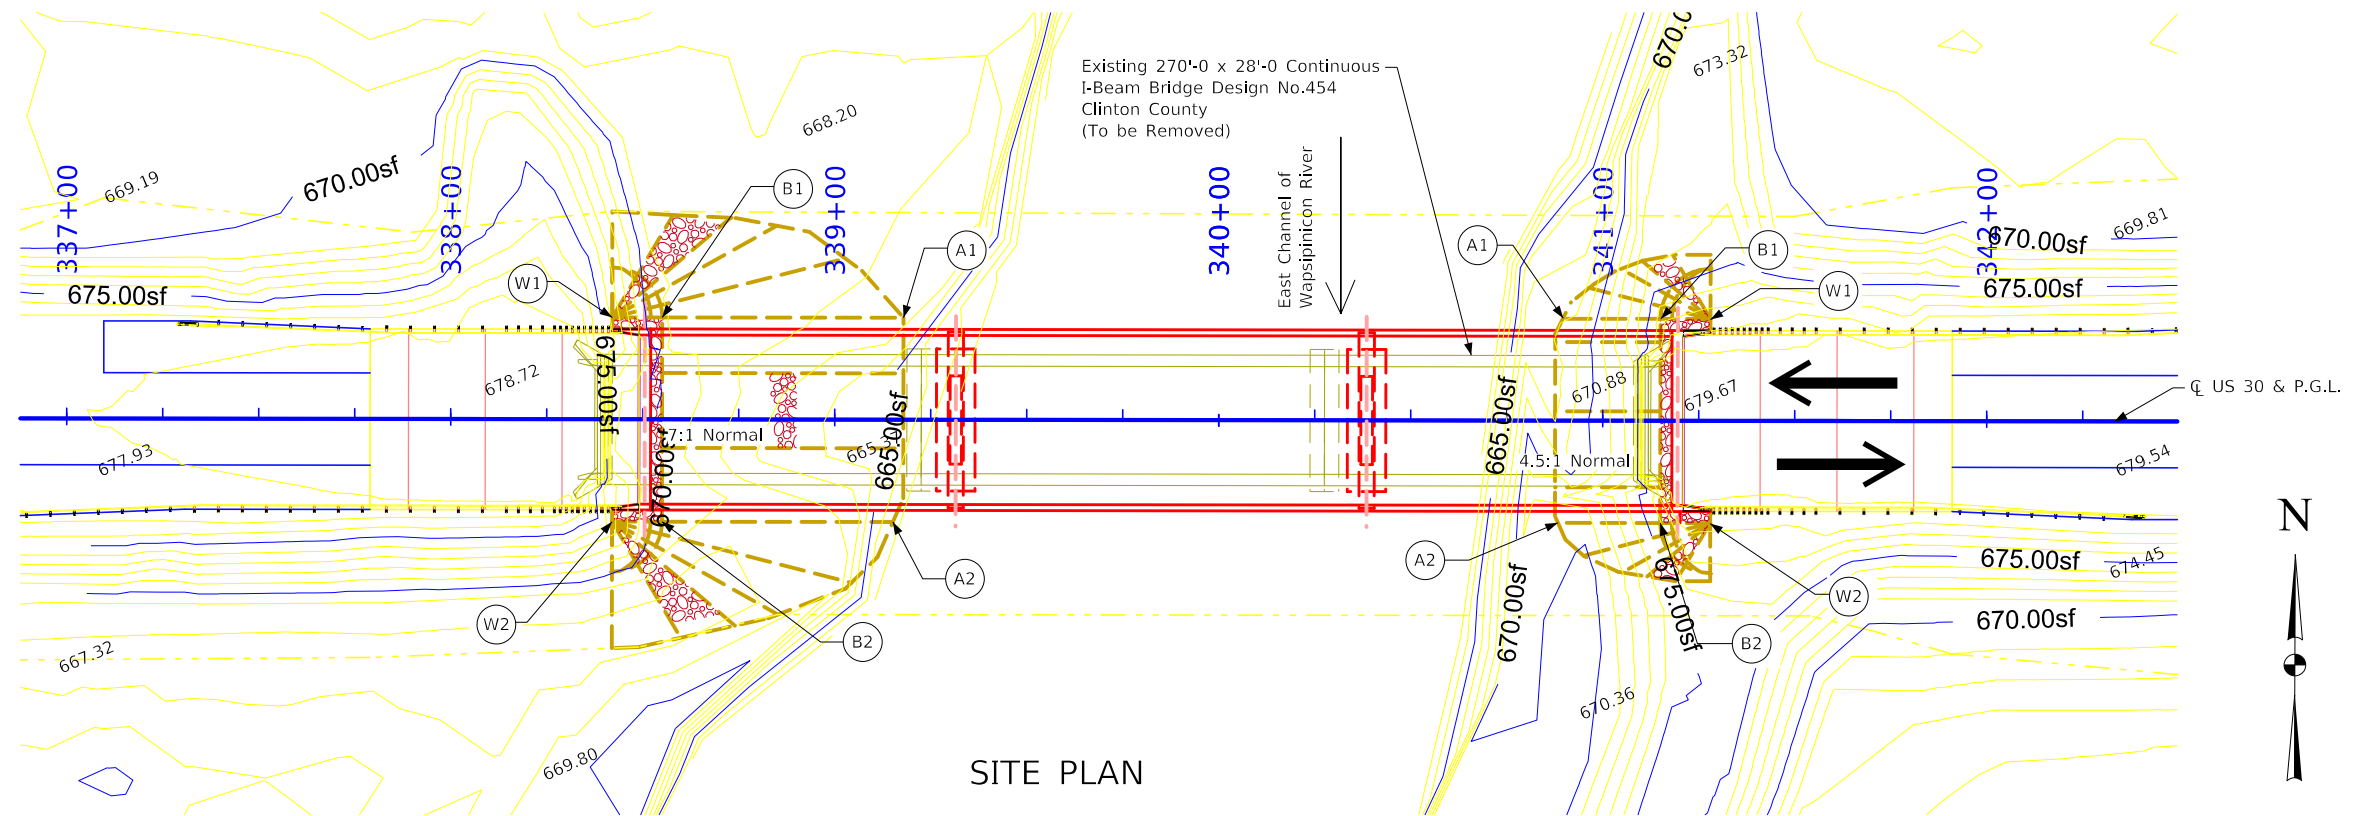 Existing 270'-0 x 28'-0 Continuous
I-Beam Bridge Design No.454
Clinton County
(To be Removed)
670.0
673.32
668.20
669.19
670.00sf
337+00
338+00
B1
339+00
340+00
East Channel of
Wapsipinicon River
341+00
342+00
669.81
670.00sf
A1
A1
B1
W1
W1
675.00sf
675.00sf
678.72
675.00sf
670.88
679.67
℄ US 30 & P.G.L.
7:1 Normal
665.3
665.00sf
665.00sf
4.5:1 Normal
677.93
679.54
670.00sf
N
A2
A2
675.00sf
674.45
W2
W2
670.00sf
675.00sf
670.00sf
B2
B2
667.32
670.36
669.80
SITE PLAN